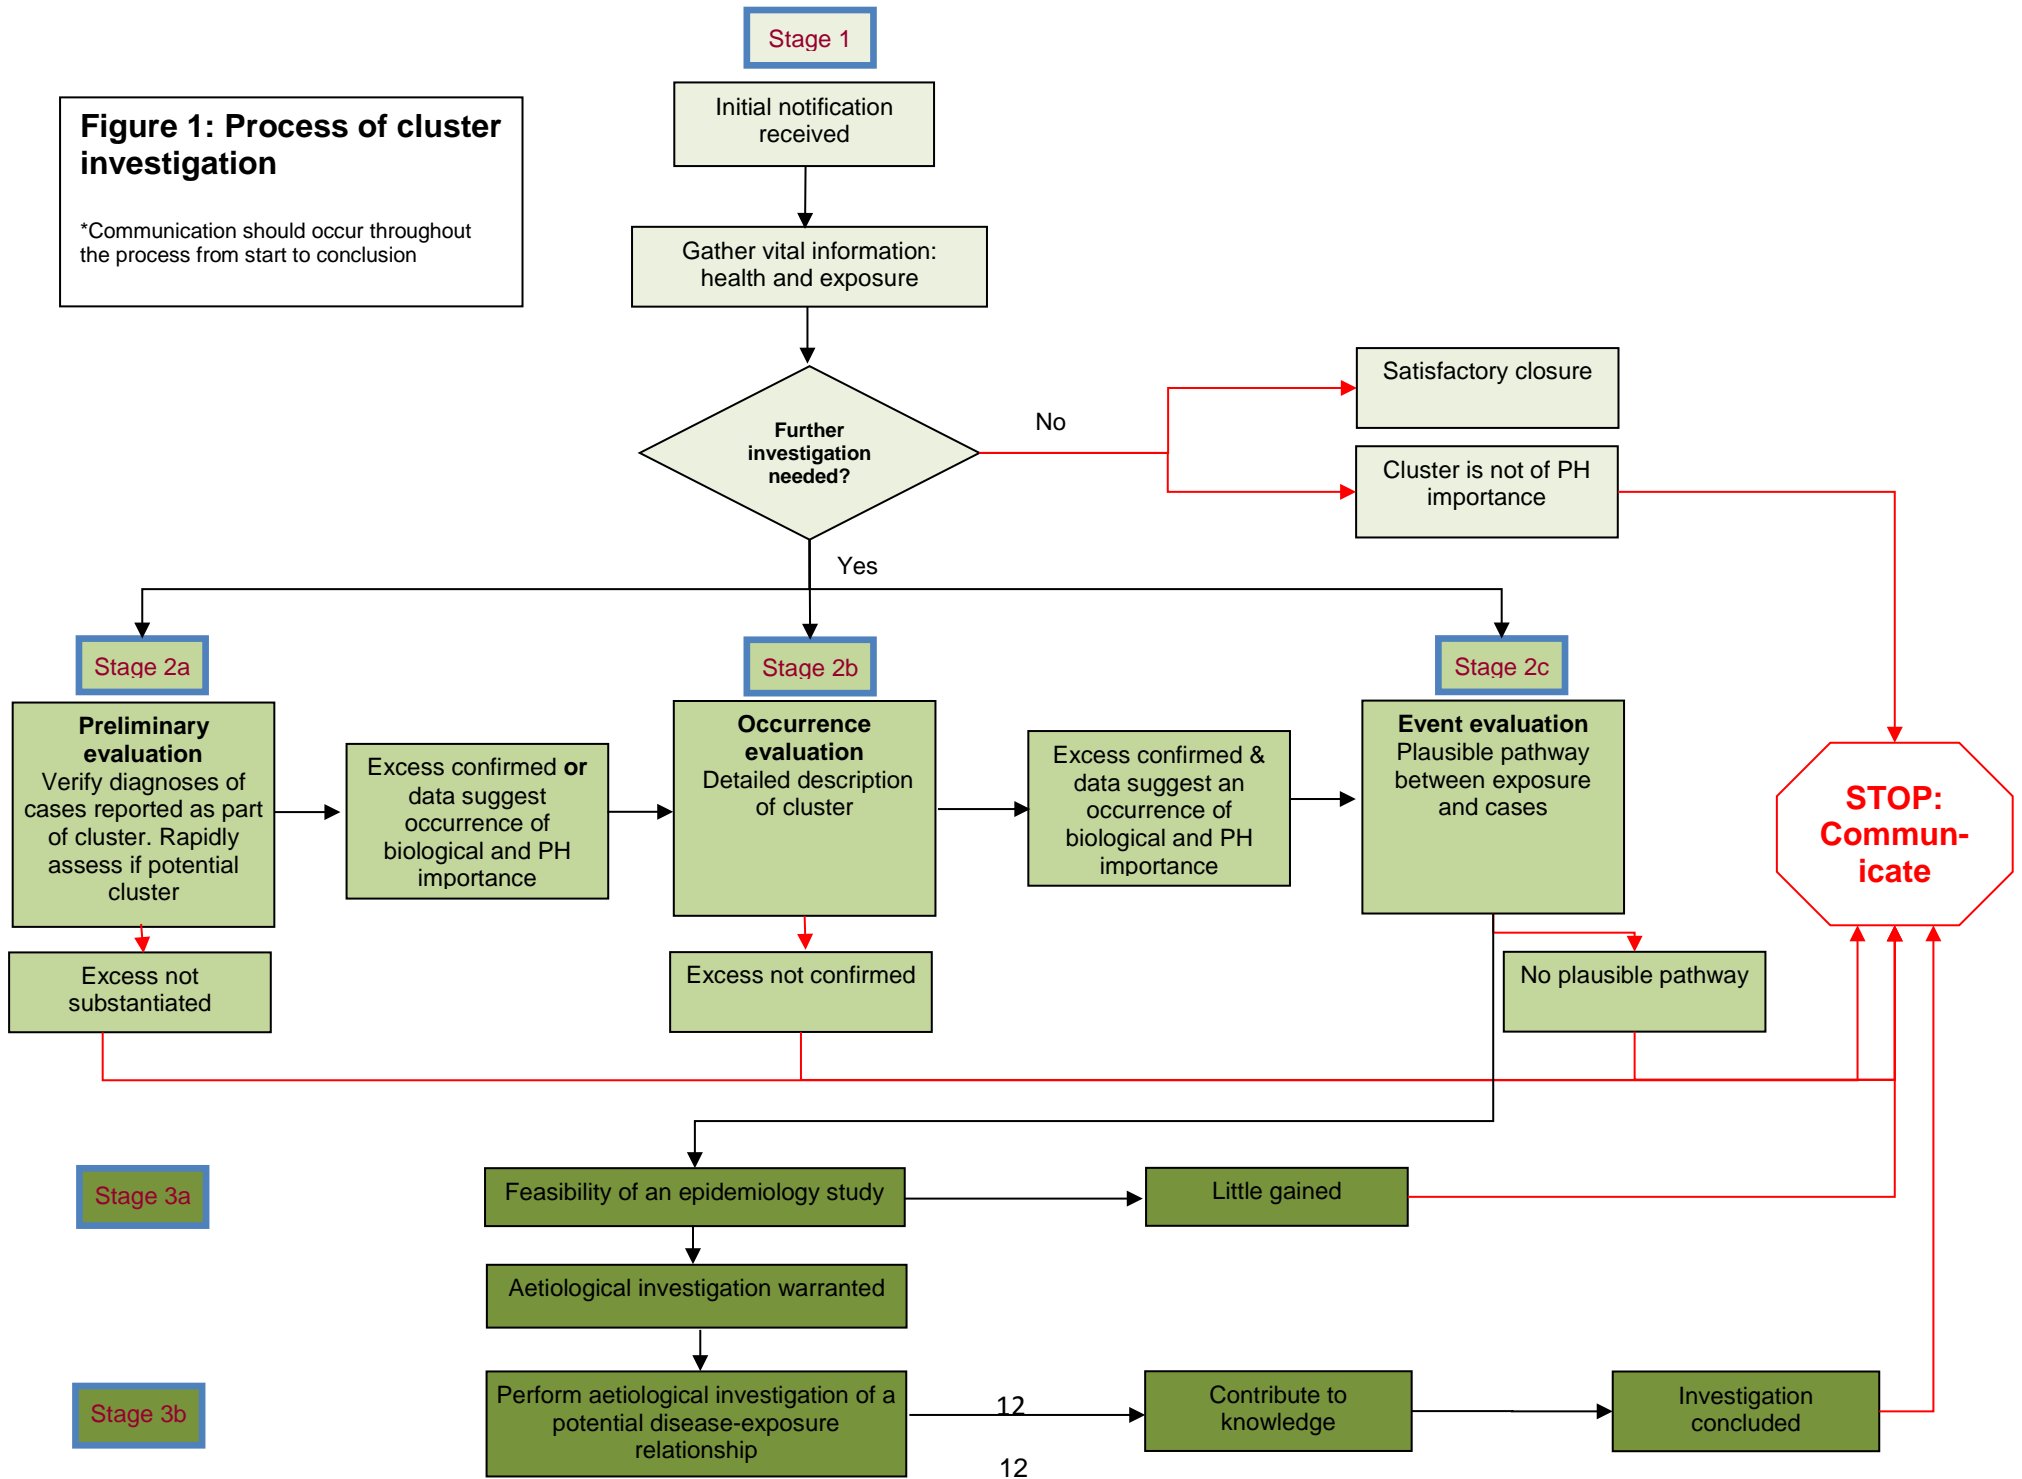 Stage 1
Initial notification
received
Figure 1: Process of cluster
investigation
*Communication should occur throughout
the process from start to conclusion
Gather vital information:
health and exposure
Further
investigation
needed?
No
Satisfactory closure
Cluster is not of PH
importance
Yes
Stage 2a
Stage 2b
Stage 2c
Preliminary
evaluation
Verify diagnoses of
cases reported as part
of cluster. Rapidly
assess if potential
cluster
Excess confirmed or
data suggest
occurrence of
biological and PH
importance
Occurrence
evaluation
Detailed description
of cluster
Excess confirmed &
data suggest an
occurrence of
biological and PH
importance
Event evaluation
Plausible pathway
between exposure
and cases
STOP:
Commun-
icate
Excess not
substantiated
Excess not confirmed
No plausible pathway
Stage 3a
Feasibility of an epidemiology study
Little gained
Aetiological investigation warranted
Stage 3b
Perform aetiological investigation of a
potential disease-exposure
relationship
12
Contribute to
knowledge
Investigation
concluded
12